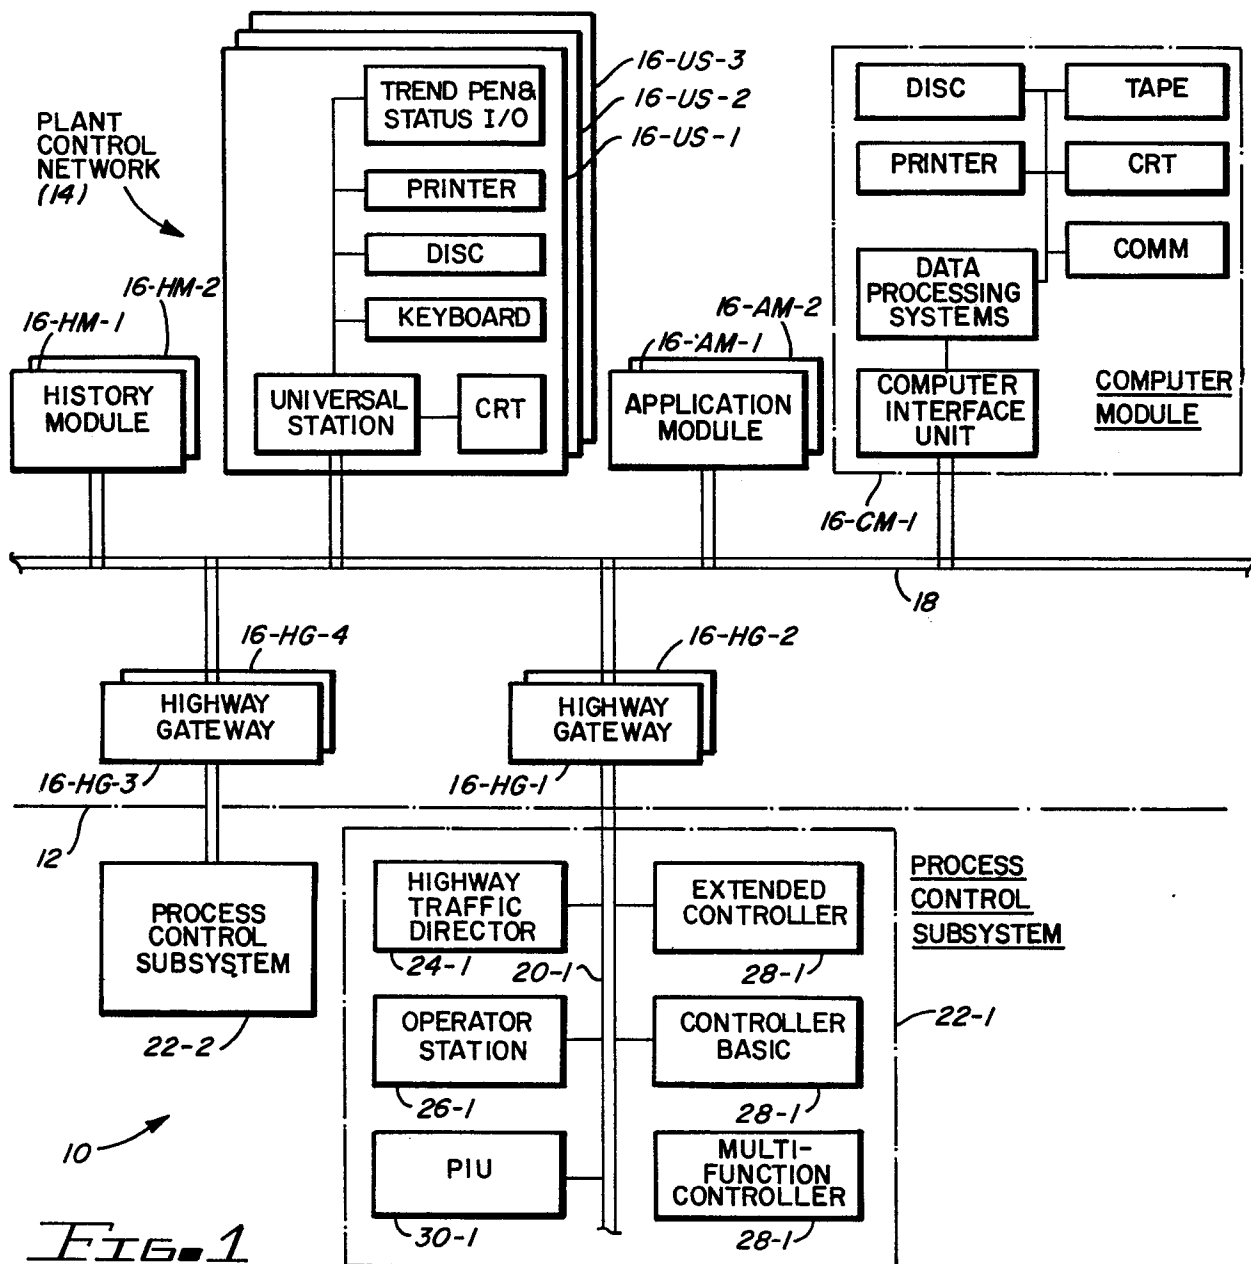 PLANT
CONTROL
NETWORK
(14)
16-US-3
16-US-2
16-US-1
TREND PEN&
STATUS I/O
PRINTER
DISC
KEYBOARD
UNIVERSAL
STATION
CRT
16-HM-2
16-HM-1
HISTORY
MODULE
16-AM-2
16-AM-1
APPLICATION
MODULE
DISC
TAPE
PRINTER
CRT
COMM
DATA
PROCESSING
SYSTEMS
COMPUTER
INTERFACE
UNIT
COMPUTER
MODULE
16-CM-1
18
16-HG-4
HIGHWAY
GATEWAY
16-HG-3
16-HG-2
HIGHWAY
GATEWAY
16-HG-1
12
PROCESS
CONTROL
SUBSYSTEM
22-2
HIGHWAY
TRAFFIC
DIRECTOR
24-1
20-1
EXTENDED
CONTROLLER
28-1
PROCESS
CONTROL
SUBSYSTEM
OPERATOR
STATION
26-1
CONTROLLER
BASIC
28-1
22-1
PIU
30-1
MULTI-
FUNCTION
CONTROLLER
28-1
10
FIG. 1